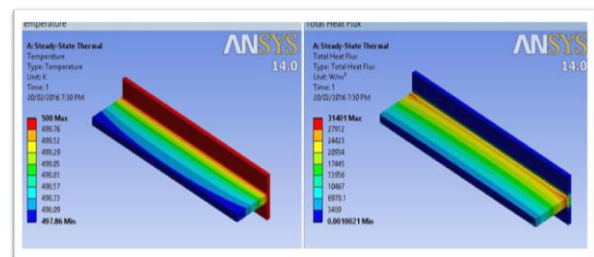 emperature
A: Steady-State Thermal
Temperature
Type: Temperature
Unit: K
Time: 1
20/02/2016 7:30 PM
500 Max
499.76
499.52
499.29
499.05
498.81
498.57
498.33
498.09
497.86 Min
ANSYS
14.0
Total Heat Flux
A: Steady-State Thermal
Total Heat Flux
Type: Total Heat Flux
Unit: W/m²
Time: 1
20/02/2016 7:30 PM
31401 Max
27912
24423
20934
17445
13956
10467
6978.1
3489
0.0010021 Min
ANSYS
14.0